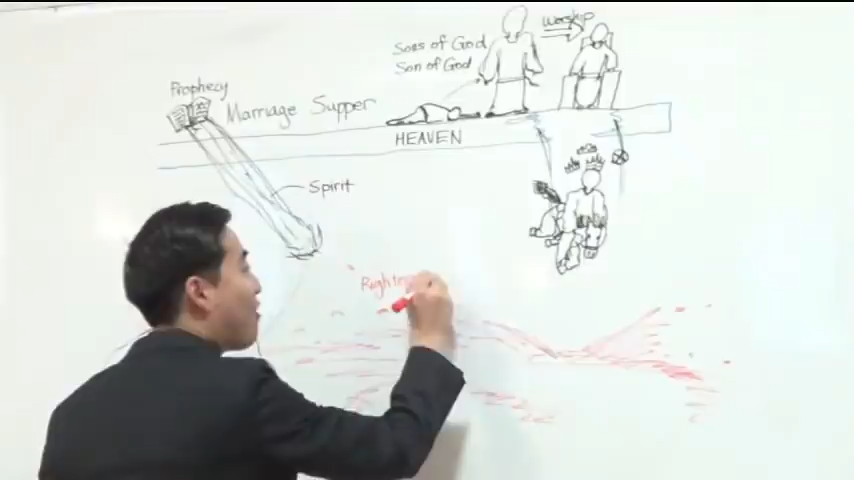 Worship
Sons of God
Son of God
Prophecy
Marriage Supper
HEAVEN
Spirit